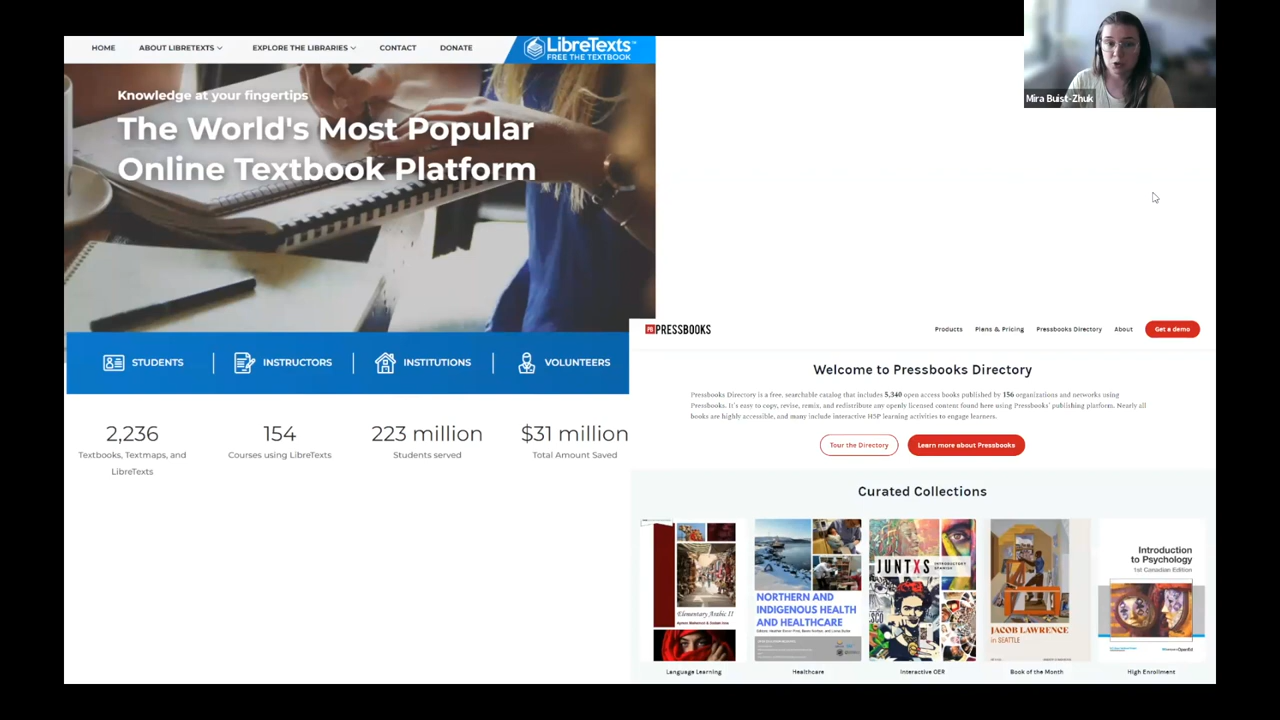 HOME
ABOUT LIBRETEXTS
EXPLORE THE LIBRARIES
CONTACT
DONATE
LibreTexts™
FREE THE TEXTBOOK
Knowledge at your fingertips
The World's Most Popular
Online Textbook Platform
STUDENTS
INSTRUCTORS
INSTITUTIONS
VOLUNTEERS
2,236
Textbooks, Textmaps, and
LibreTexts
154
Courses using LibreTexts
223 million
Students served
$31 million
Total Amount Saved
Mira Buist-Zhuk
PB PRESSBOOKS
Products
Plans & Pricing
Pressbooks Directory
About
Get a demo
Welcome to Pressbooks Directory
Pressbooks Directory is a free, searchable catalog that includes 5,340 open access books published by 156 organizations and networks using
Pressbooks. It's easy to copy, revise, remix, and redistribute any openly licensed content found here using Pressbooks' publishing platform. Nearly all
books are highly accessible, and many include interactive H5P learning activities to engage learners.
Tour the Directory
Learn more about Pressbooks
Curated Collections
Elementary Arabic II
Language Learning
NORTHERN AND
INDIGENOUS HEALTH
AND HEALTHCARE
Healthcare
JUNTXS
INTRODUCTORY
SPANISH
Interactive OER
JACOB LAWRENCE
in SEATTLE
Book of the Month
Introduction
to Psychology
1st Canadian Edition
High Enrollment